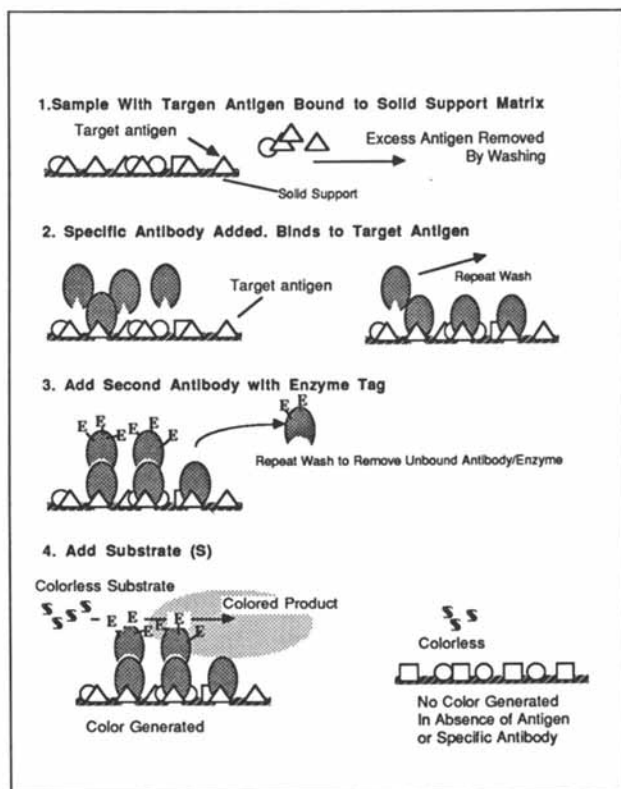 1.Sample With Targen Antigen Bound to Solid Support Matrix
Target antigen
Excess Antigen Removed
By Washing
Solid Support
2. Specific Antibody Added. Binds to Target Antigen
Repeat Wash
Target antigen
3. Add Second Antibody with Enzyme Tag
E E E E E E
E E
Repeat Wash to Remove Unbound Antibody/Enzyme
4. Add Substrate (S)
Colorless Substrate
Colored Product
S S S S
E E E E E E
S S S
Colorless
Color Generated
No Color Generated
In Absence of Antigen
or Specific Antibody